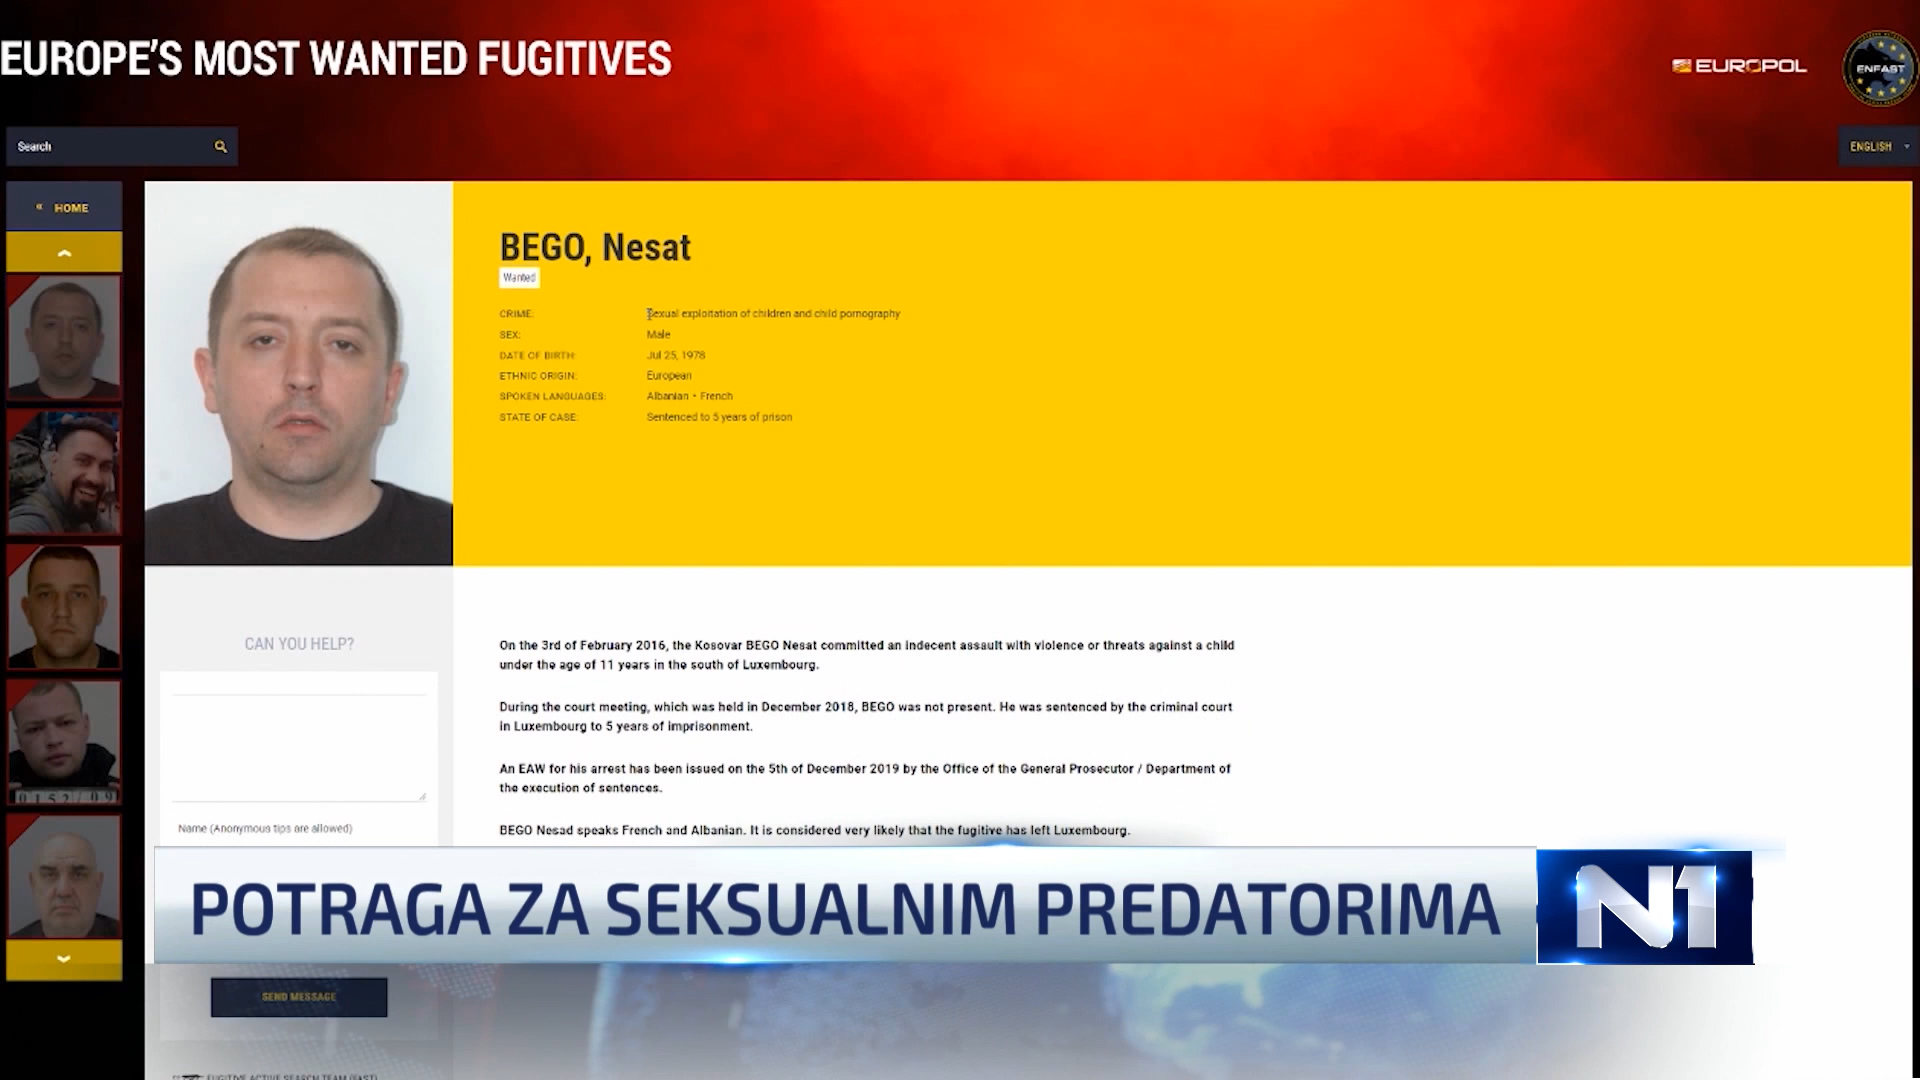 EUROPE'S MOST WANTED FUGITIVES
EUROPOL
ENFAST
Search
ENGLISH
« HOME
BEGO, Nesat
Wanted
CRIME: Sexual exploitation of children and child pornography
SEX: Male
DATE OF BIRTH: Jul 25, 1978
ETHNIC ORIGIN: European
SPOKEN LANGUAGES: Albanian • French
STATE OF CASE: Sentenced to 5 years of prison
CAN YOU HELP?
On the 3rd of February 2016, the Kosovar BEGO Nesat committed an indecent assault with violence or threats against a child
under the age of 11 years in the south of Luxembourg.
During the court meeting, which was held in December 2018, BEGO was not present. He was sentenced by the criminal court
in Luxembourg to 5 years of imprisonment.
An EAW for his arrest has been issued on the 5th of December 2019 by the Office of the General Prosecutor / Department of
the execution of sentences.
BEGO Nesad speaks French and Albanian. It is considered very likely that the fugitive has left Luxembourg.
0152/09
Name (Anonymous tips are allowed)
POTRAGA ZA SEKSUALNIM PREDATORIMA
N1
SEND MESSAGE
FUGITIVE ACTIVE SEARCH TEAM (FAST)